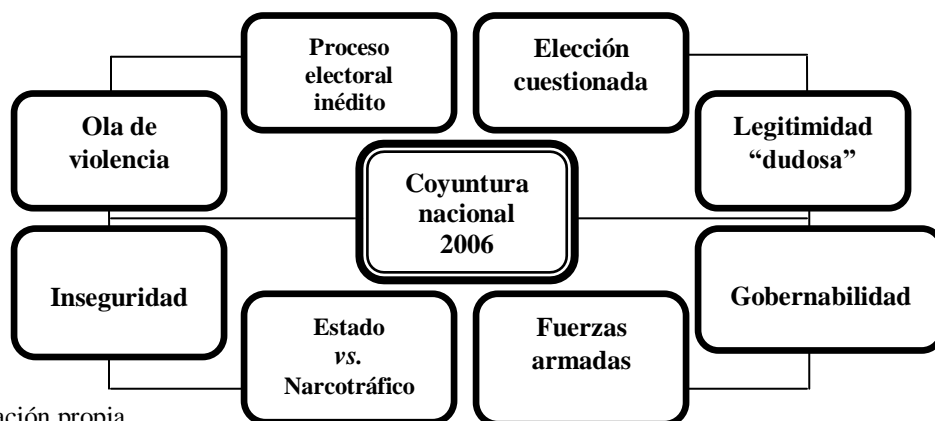 Proceso
electoral
inédito
Elección
cuestionada
Ola de
violencia
Legitimidad
“dudosa”
Coyuntura
nacional
2006
Inseguridad
Gobernabilidad
Estado
vs.
Narcotráfico
Fuerzas
armadas
propia